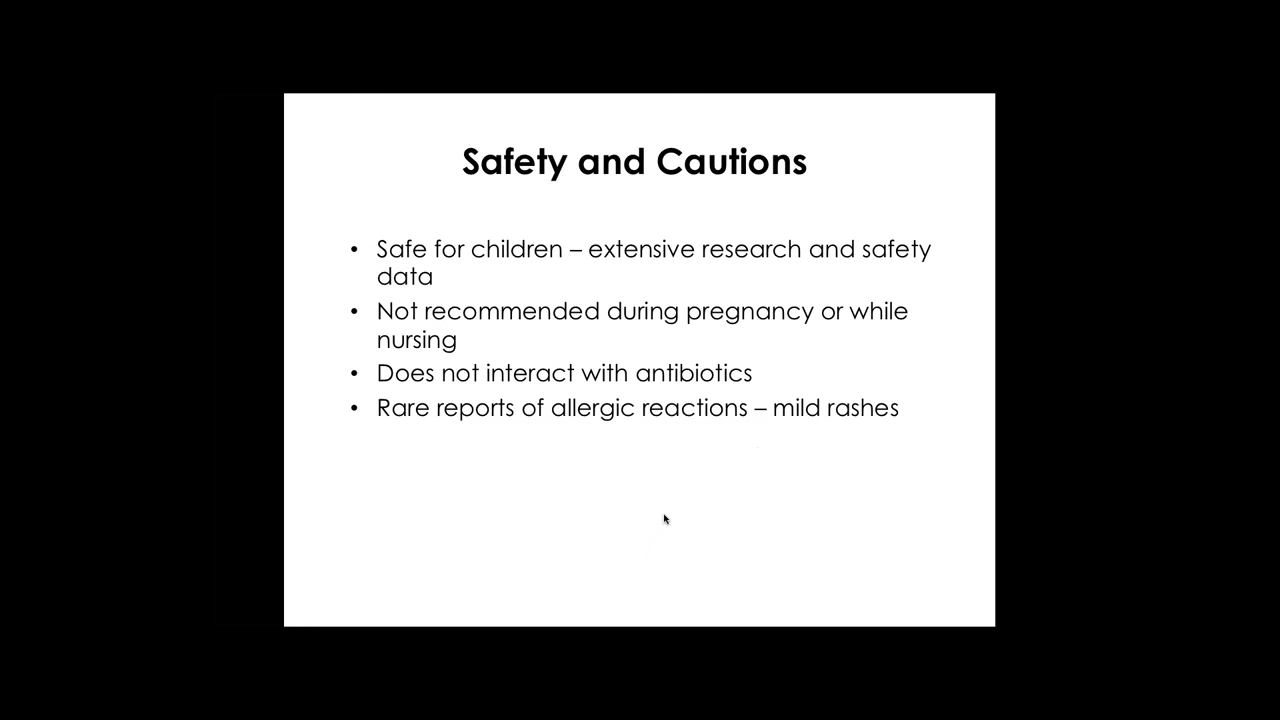 Safety and Cautions
• Safe for children – extensive research and safety
data
• Not recommended during pregnancy or while
nursing
• Does not interact with antibiotics
• Rare reports of allergic reactions – mild rashes